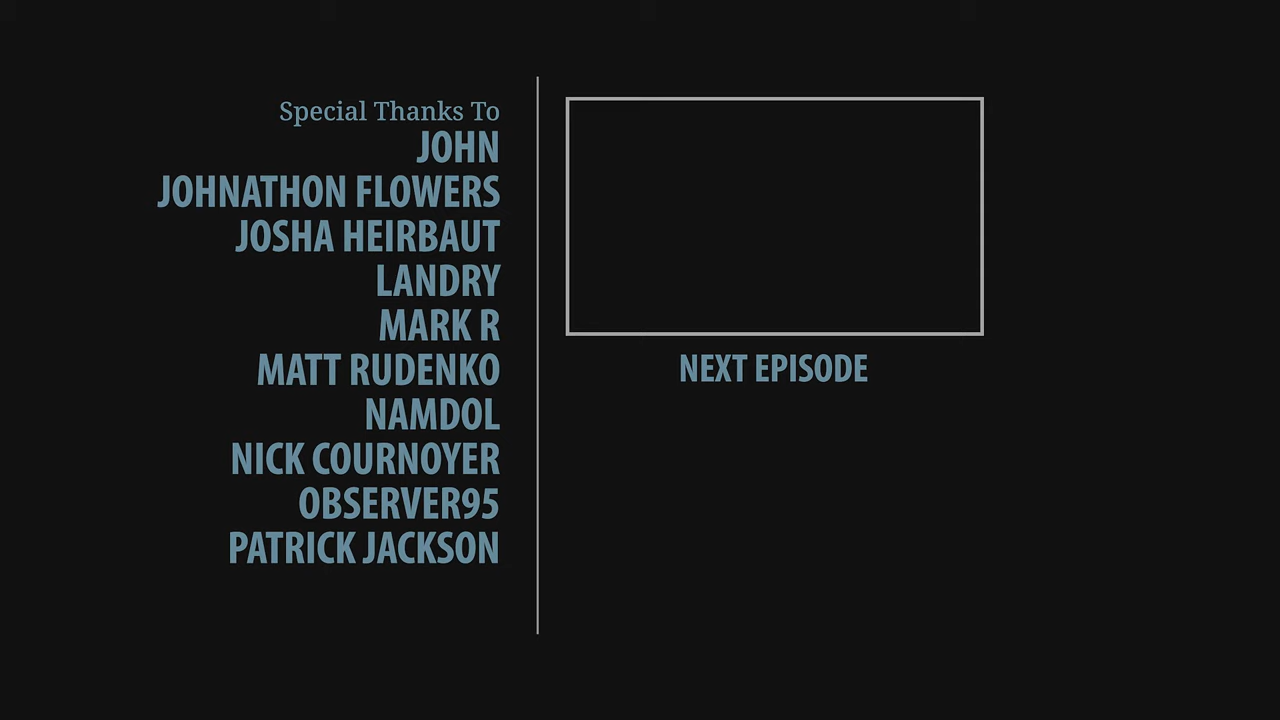 Special Thanks To
JOHN
JOHNATHON FLOWERS
JOSHA HEIRBAUT
LANDRY
MARK R
MATT RUDENKO
NAMDOL
NICK COURNOYER
OBSERVER95
PATRICK JACKSON
NEXT EPISODE